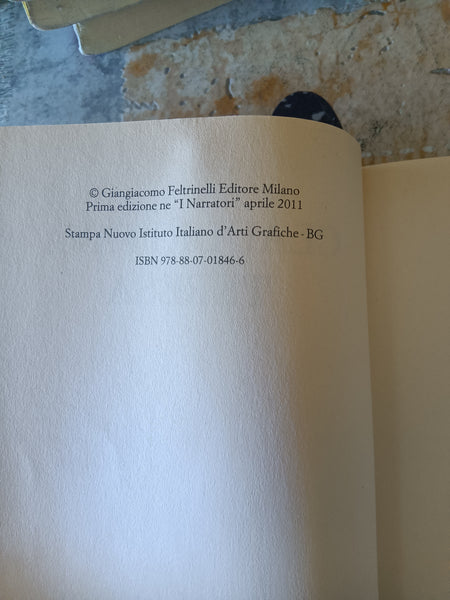 © Giangiacomo Feltrinelli Editore Milano
Prima edizione ne “I Narratori” aprile 2011
Stampa Nuovo Istituto Italiano d’Arti Grafiche - BG
ISBN 978-88-07-01846-6